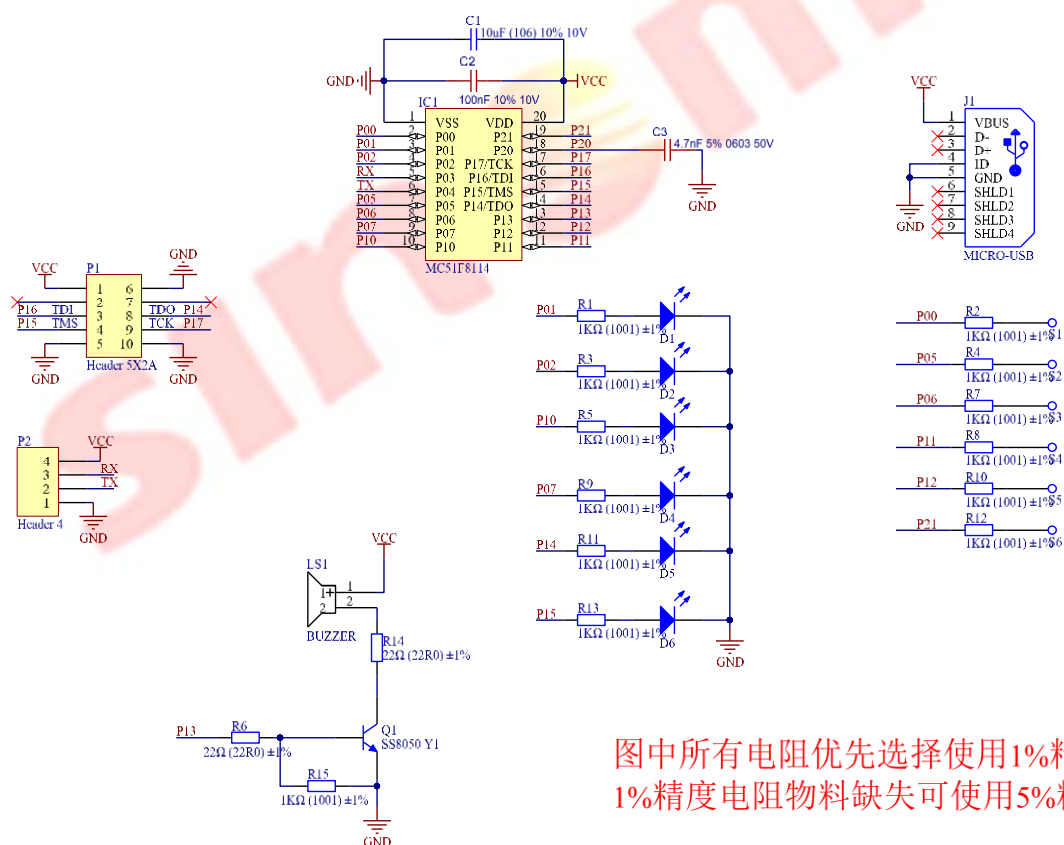 C1
10uF (106) 10% 10V
C2
100nF 10% 10V
GND
VCC
IC1
1 VSS VDD 20
P00 2 P00 P21 19 P21
P01 3 P01 P20 18 P20
P02 4 P02 P17/TCK 17 P17
RX 5 P03 P16/TDI 16 P16
TX 6 P04 P15/TMS 15 P15
P05 7 P05 P14/TDO 14 P14
P06 8 P06 P13 13 P13
P07 9 P07 P12 12 P12
P10 10 P10 P11 11 P11
MC51F8114
C3
4.7nF 5% 0603 50V
GND
VCC
J1
1 VBUS
2 D-
3 D+
4 ID
5 GND
6 SHLD1
7 SHLD2
8 SHLD3
9 SHLD4
GND
MICRO-USB
GND
VCC
P1
1 6
2 7
P16 TDI 3 8 TDO P14
P15 TMS 4 9 TCK P17
5 10
GND
GND
Header 5X2A
P2
VCC
4
3 RX
2 TX
1
Header 4
GND
P01 R1
1KΩ (1001) ±1%
D1
P02 R3
1KΩ (1001) ±1%
D2
P10 R5
1KΩ (1001) ±1%
D3
P07 R9
1KΩ (1001) ±1%
D4
P14 R11
1KΩ (1001) ±1%
D5
P15 R13
1KΩ (1001) ±1%
D6
GND
P00 R2
1KΩ (1001) ±1% S1
P05 R4
1KΩ (1001) ±1% S2
P06 R7
1KΩ (1001) ±1% S3
P11 R8
1KΩ (1001) ±1% S4
P12 R10
1KΩ (1001) ±1% S5
P21 R12
1KΩ (1001) ±1% S6
VCC
LS1
1+ 1
2 2
BUZZER
R14
22Ω (22R0) ±1%
P13 R6
22Ω (22R0) ±1%
Q1
SS8050 Y1
R15
1KΩ (1001) ±1%
GND
图中所有电阻优先选择使用1%精
1%精度电阻物料缺失可使用5%精